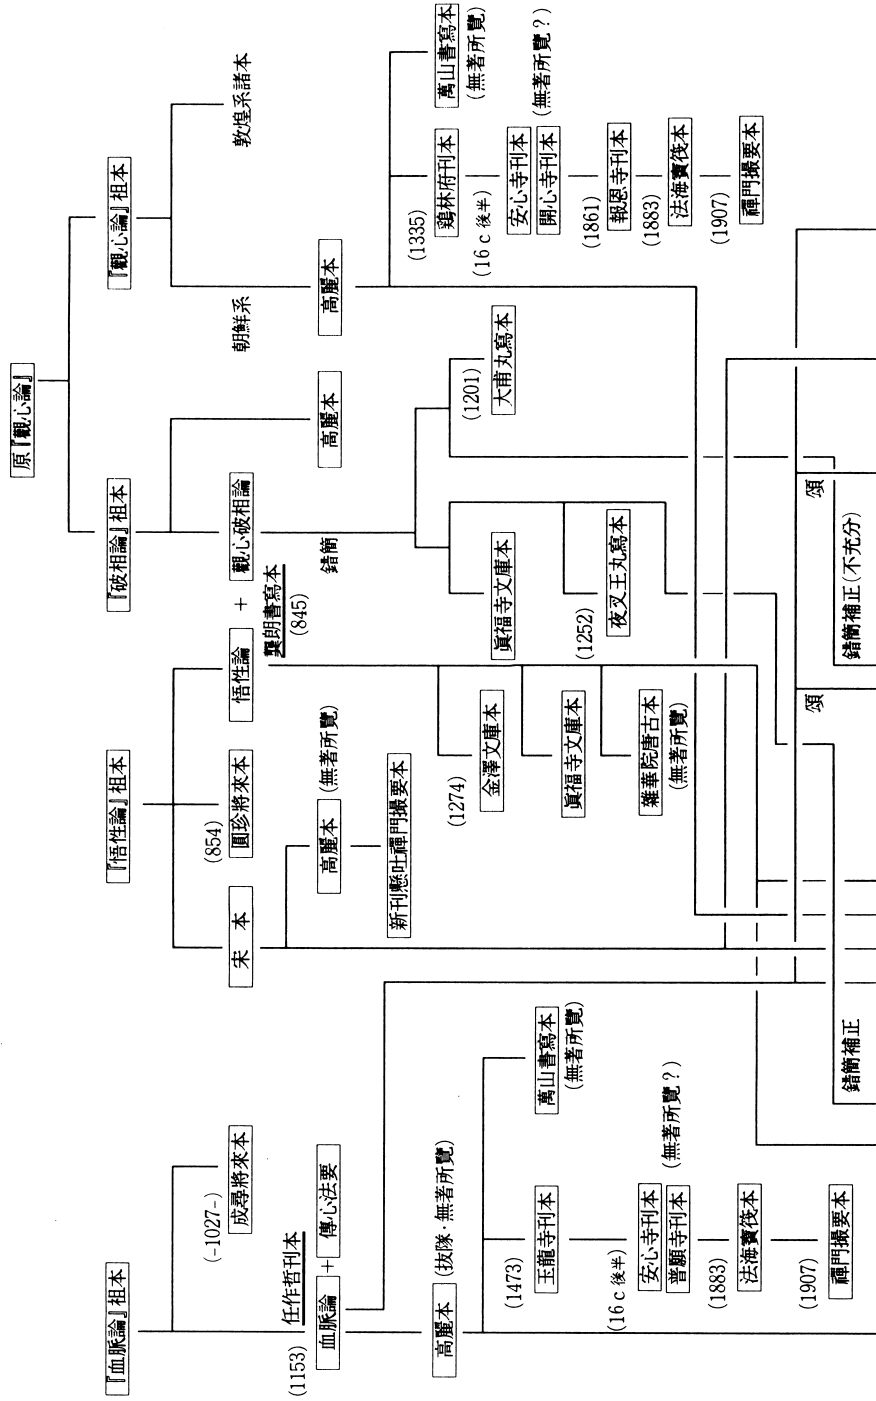 原『觀心論』
『血脈論』祖本
『悟性論』祖本
『破相論』祖本
『觀心論』祖本
(-1027-)
成尋將來本
宋 本
(854)
圓珍將來本
悟性論
+
觀心破相論
龔朗書寫本
(845)
高麗本
朝鮮系
敦煌系諸本
(1153)
任作哲刊本
血脈論
+
傳心法要
高麗本
(無著所覽)
錯簡
高麗本
新刊懸吐禪門撮要本
高麗本
(拔隊·無著所覽)
(1335)
鶏林府刊本
萬山書寫本
(無著所覽)
(1274)
金澤文庫本
眞福寺文庫本
(1201)
大甫丸寫本
(16 c 後半)
安心寺刊本
開心寺刊本
(無著所覽?)
(1473)
玉龍寺刊本
萬山書寫本
(無著所覽)
眞福寺文庫本
(1252)
夜叉王丸寫本
(1861)
報恩寺刊本
(16 c 後半)
安心寺刊本
普願寺刊本
(無著所覽?)
雜華院唐古本
(無著所覽)
(1883)
法海寶筏本
(1883)
法海寶筏本
(1907)
禪門撮要本
(1907)
禪門撮要本
頌
頌
錯簡補正
錯簡補正(不充分)